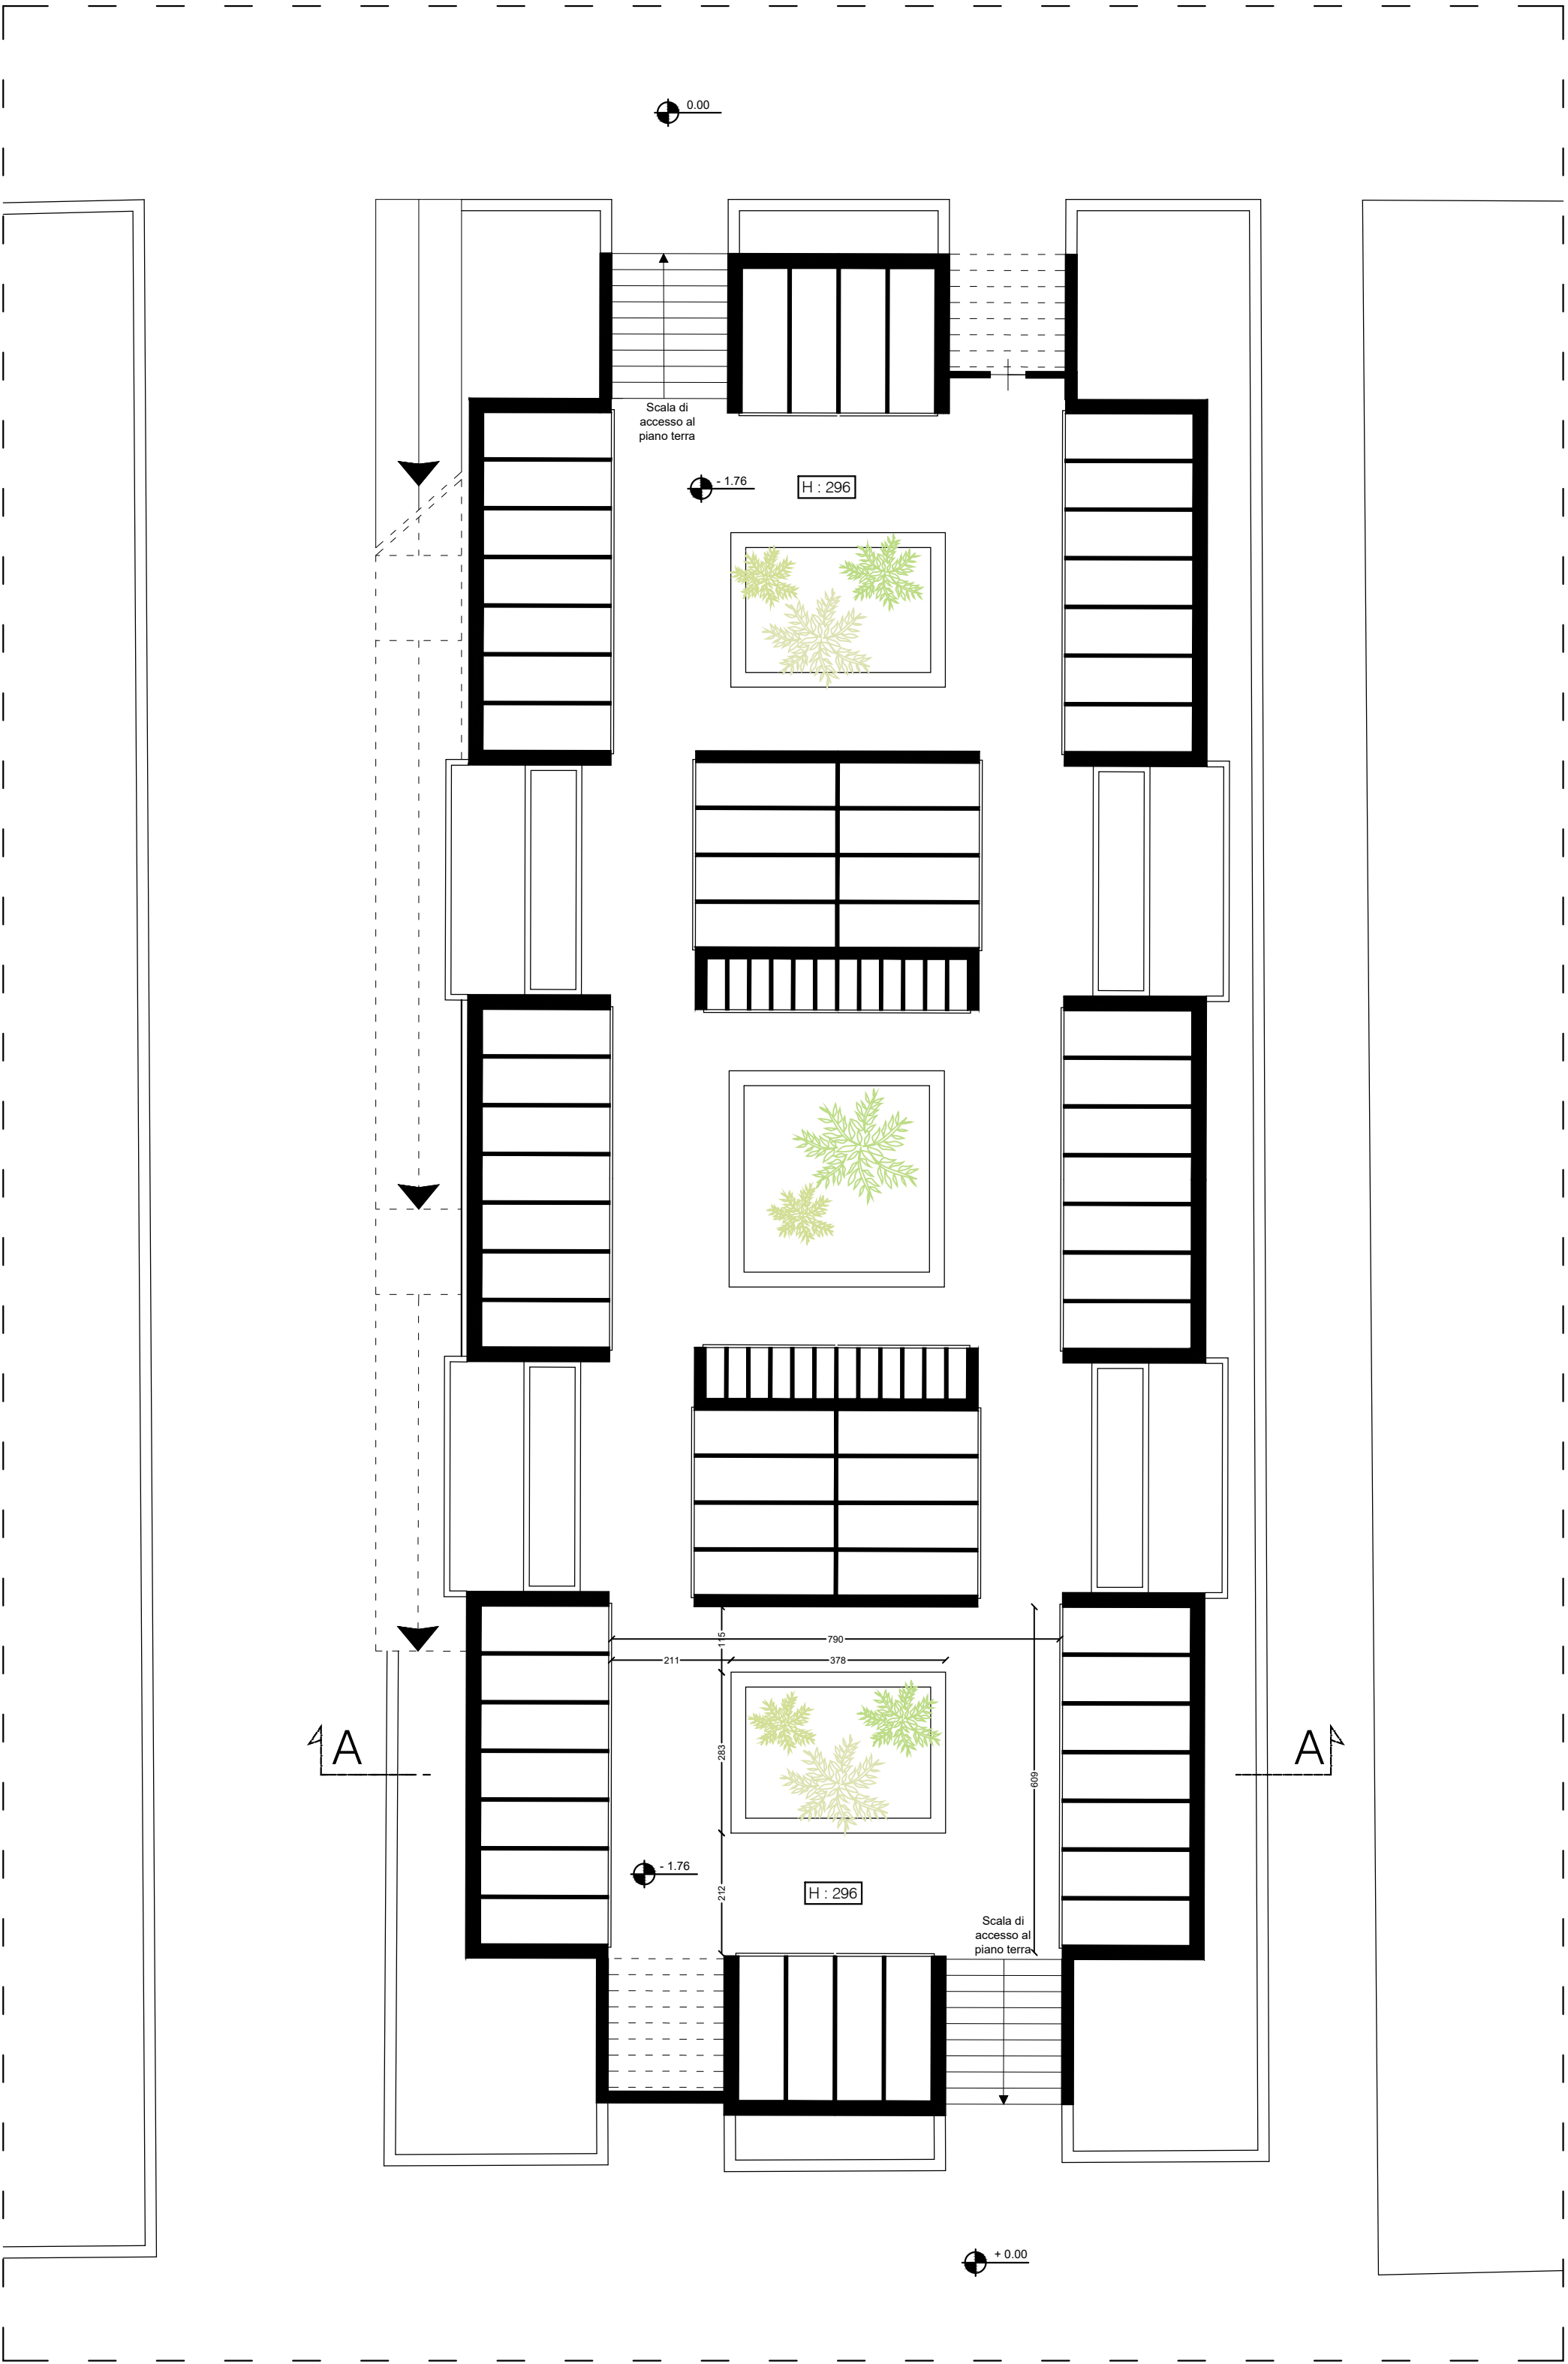 0.00
Scala di
accesso al
piano terra
- 1.76
H : 296
115
790
211
378
A
A
283
609
- 1.76
212
H : 296
Scala di
accesso al
piano terra
+ 0.00